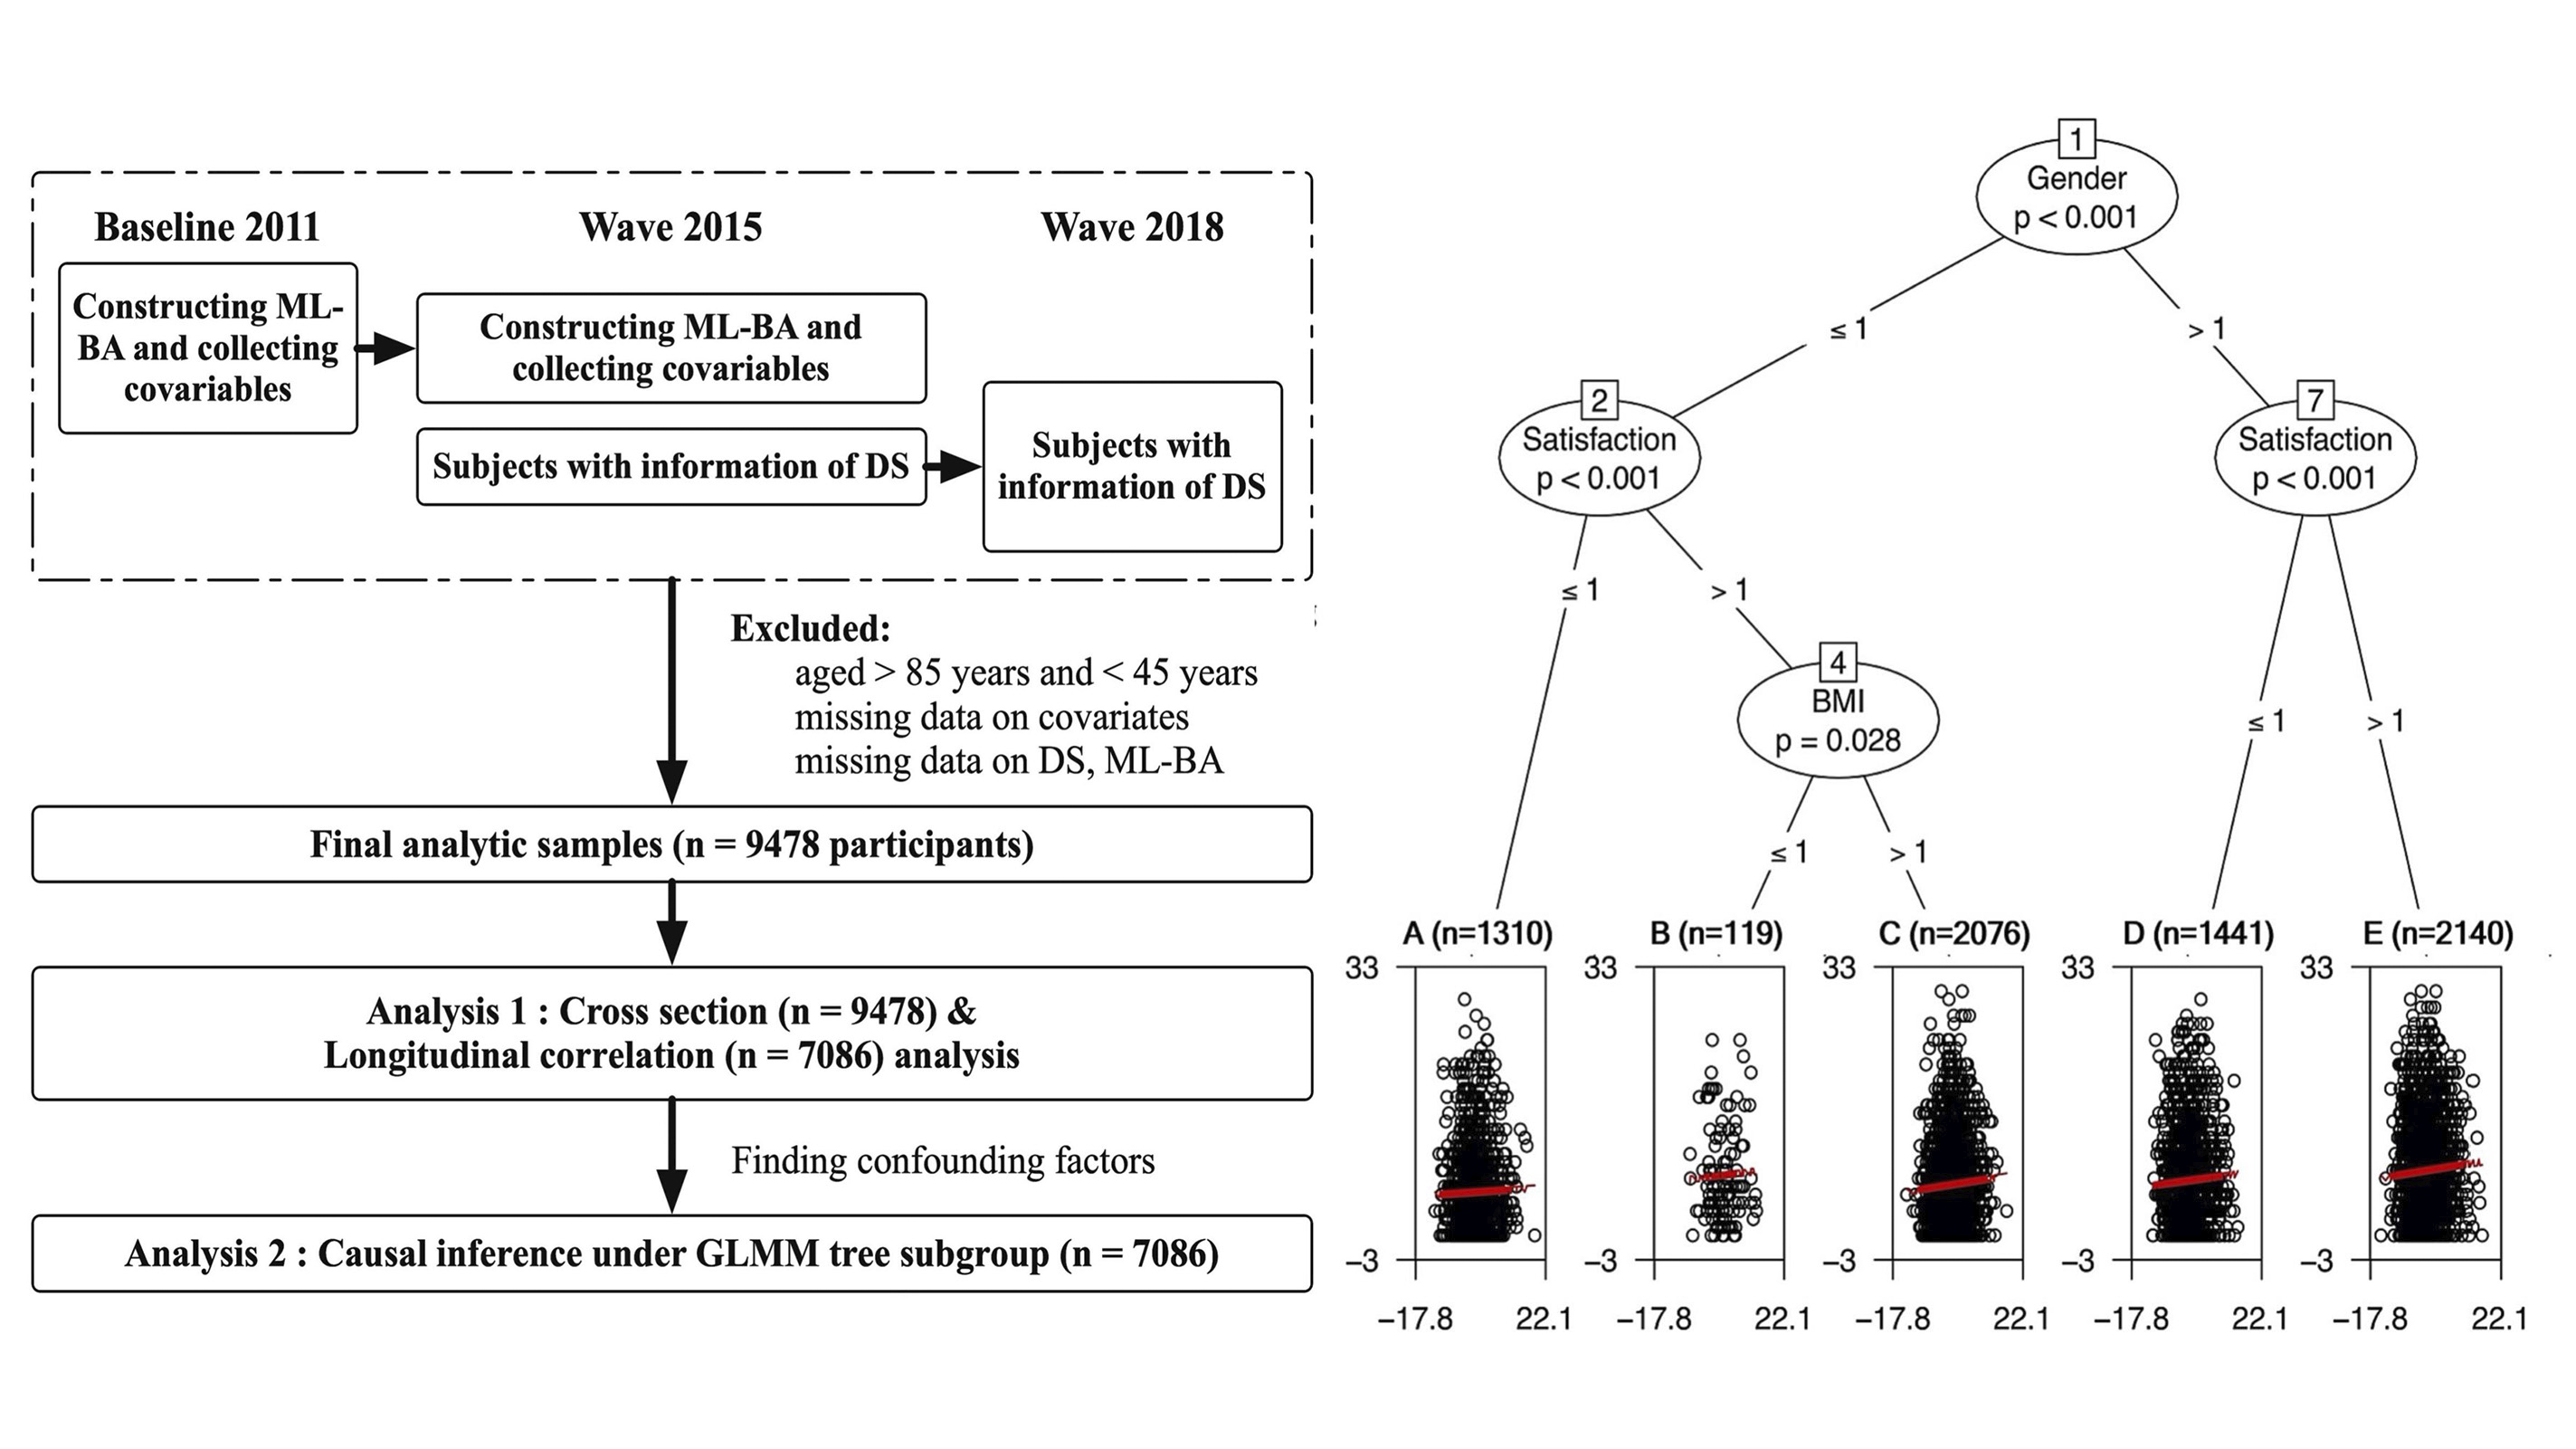 Baseline 2011
Wave 2015
Wave 2018
Constructing ML-
BA and collecting
covariables
Constructing ML-BA and
collecting covariables
Subjects with information of DS
Subjects with
information of DS
Excluded:
aged > 85 years and < 45 years
missing data on covariates
missing data on DS, ML-BA
Final analytic samples (n = 9478 participants)
Analysis 1 : Cross section (n = 9478) &
Longitudinal correlation (n = 7086) analysis
Finding confounding factors
Analysis 2 : Causal inference under GLMM tree subgroup (n = 7086)
1
Gender
p < 0.001
≤ 1
> 1
2
Satisfaction
p < 0.001
7
Satisfaction
p < 0.001
≤ 1
> 1
4
BMI
p = 0.028
≤ 1
> 1
≤ 1
> 1
A (n=1310)
B (n=119)
C (n=2076)
D (n=1441)
E (n=2140)
33
33
33
33
33
−3
−3
−3
−3
−3
−17.8
22.1
−17.8
22.1
−17.8
22.1
−17.8
22.1
−17.8
22.1